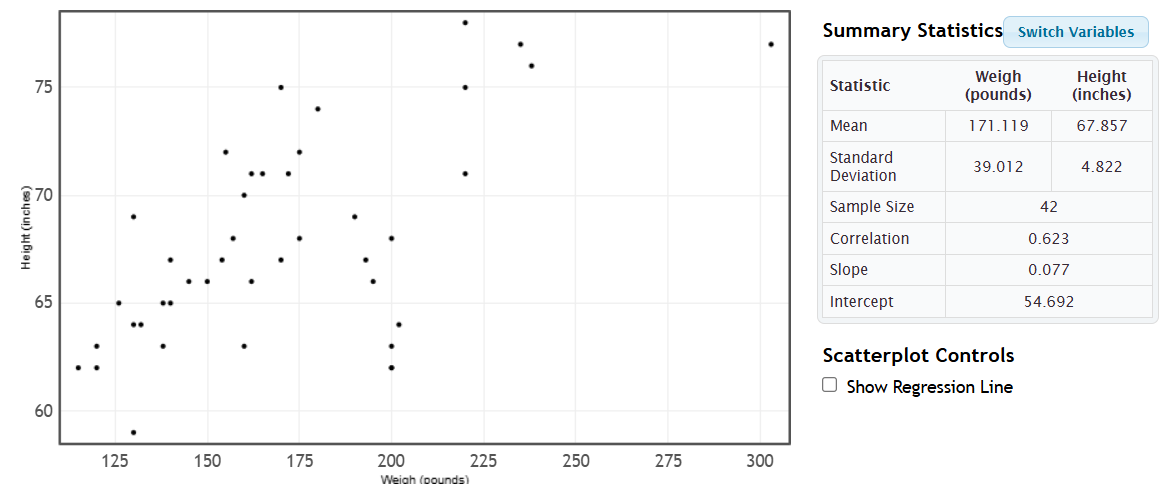 75
70
65
60
Height (inches)
125 150 175 200 225 250 275 300
Weigh (pounds)
Summary Statistics
Switch Variables
Statistic Weigh (pounds) Height (inches)
Mean 171.119 67.857
Standard Deviation 39.012 4.822
Sample Size 42
Correlation 0.623
Slope 0.077
Intercept 54.692
Scatterplot Controls
Show Regression Line